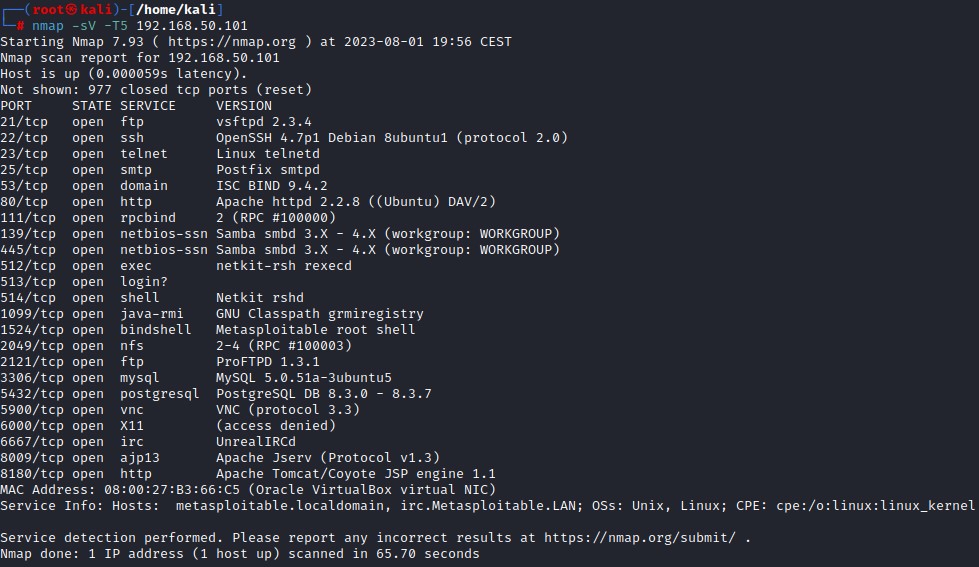 ┌──(root㉿kali)-[/home/kali]
└─# nmap -sV -T5 192.168.50.101
Starting Nmap 7.93 ( https://nmap.org ) at 2023-08-01 19:56 CEST
Nmap scan report for 192.168.50.101
Host is up (0.000059s latency).
Not shown: 977 closed tcp ports (reset)
PORT     STATE SERVICE     VERSION
21/tcp   open  ftp         vsftpd 2.3.4
22/tcp   open  ssh         OpenSSH 4.7p1 Debian 8ubuntu1 (protocol 2.0)
23/tcp   open  telnet      Linux telnetd
25/tcp   open  smtp        Postfix smtpd
53/tcp   open  domain      ISC BIND 9.4.2
80/tcp   open  http        Apache httpd 2.2.8 ((Ubuntu) DAV/2)
111/tcp  open  rpcbind     2 (RPC #100000)
139/tcp  open  netbios-ssn Samba smbd 3.X - 4.X (workgroup: WORKGROUP)
445/tcp  open  netbios-ssn Samba smbd 3.X - 4.X (workgroup: WORKGROUP)
512/tcp  open  exec        netkit-rsh rexecd
513/tcp  open  login?
514/tcp  open  shell       Netkit rshd
1099/tcp open  java-rmi    GNU Classpath grmiregistry
1524/tcp open  bindshell   Metasploitable root shell
2049/tcp open  nfs         2-4 (RPC #100003)
2121/tcp open  ftp         ProFTPD 1.3.1
3306/tcp open  mysql       MySQL 5.0.51a-3ubuntu5
5432/tcp open  postgresql  PostgreSQL DB 8.3.0 - 8.3.7
5900/tcp open  vnc         VNC (protocol 3.3)
6000/tcp open  X11         (access denied)
6667/tcp open  irc         UnrealIRCd
8009/tcp open  ajp13       Apache Jserv (Protocol v1.3)
8180/tcp open  http        Apache Tomcat/Coyote JSP engine 1.1
MAC Address: 08:00:27:B3:66:C5 (Oracle VirtualBox virtual NIC)
Service Info: Hosts:  metasploitable.localdomain, irc.Metasploitable.LAN; OSs: Unix, Linux; CPE: cpe:/o:linux:linux_kernel

Service detection performed. Please report any incorrect results at https://nmap.org/submit/ .
Nmap done: 1 IP address (1 host up) scanned in 65.70 seconds